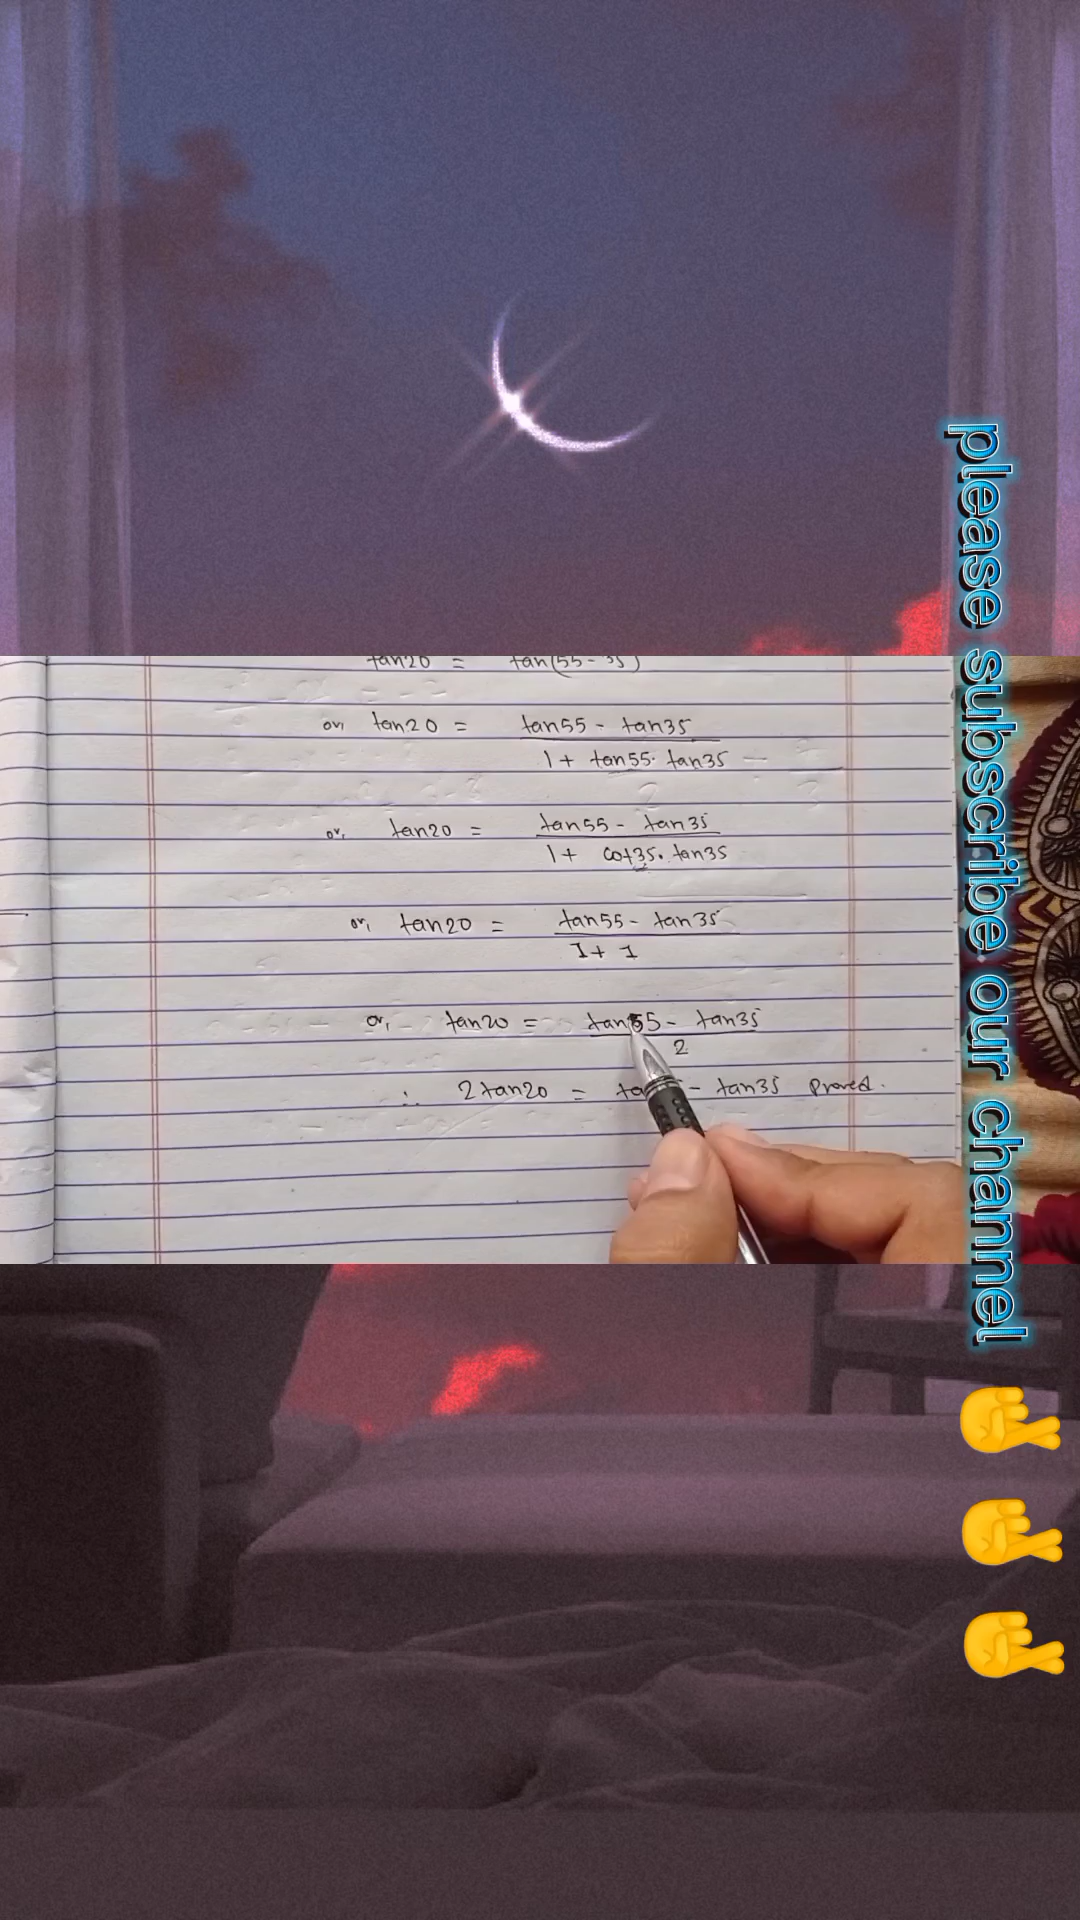 tan20 = tan(55-35)
or, tan20 = tan55 - tan35
1 + tan55. tan35
or, tan20 = tan55 - tan35
1 + cot35. tan35
or, tan20 = tan55 - tan35
1 + 1
or, tan20 = tan55 - tan35
2
∴ 2tan20 = ta - tan35 Proved.
please subscribe our channel